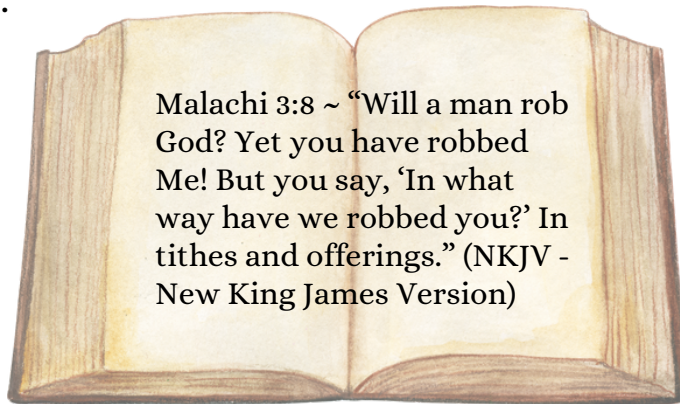 .
Malachi 3:8 ~ “Will a man rob
God? Yet you have robbed
Me! But you say, ‘In what
way have we robbed you?’ In
tithes and offerings.” (NKJV -
New King James Version)